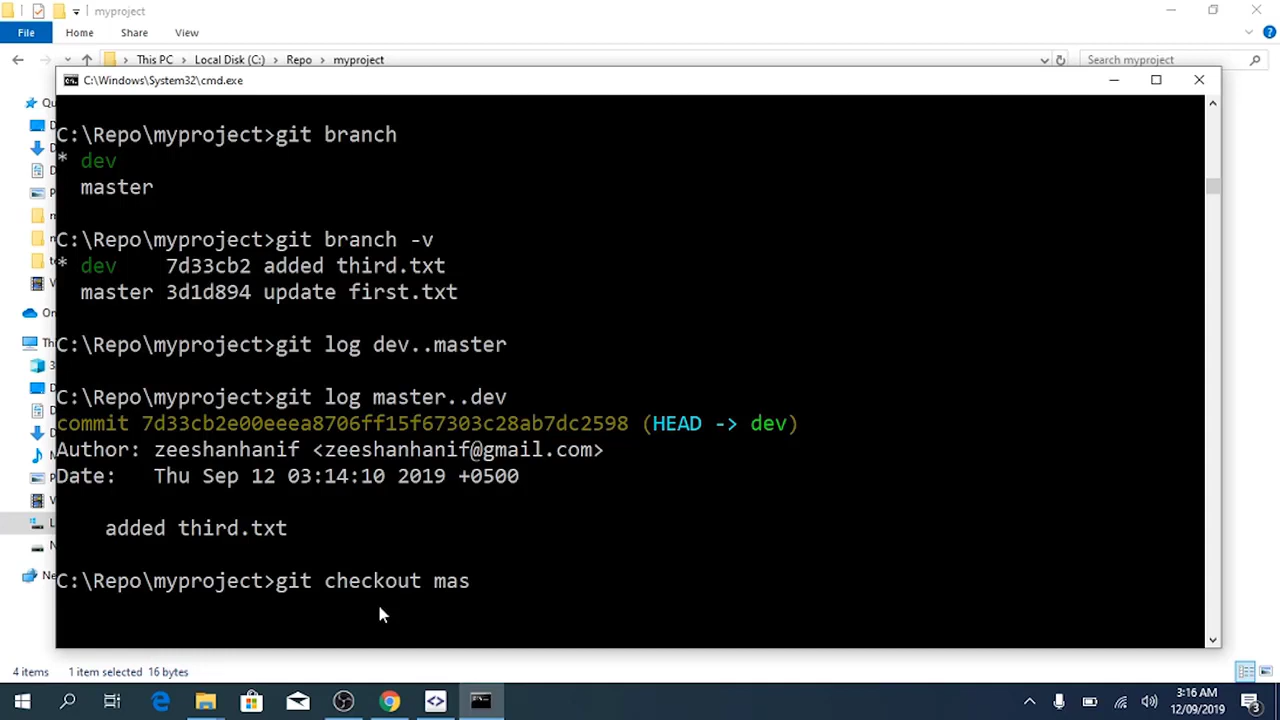 myproject
File Home Share View
This PC Local Disk (C:) Repo myproject Search myproject
C:\Windows\System32\cmd.exe
C:\Repo\myproject>git branch
* dev
master
C:\Repo\myproject>git branch -v
* dev 7d33cb2 added third.txt
master 3d1d894 update first.txt
C:\Repo\myproject>git log dev..master
C:\Repo\myproject>git log master..dev
commit 7d33cb2e00eeea8706ff15f67303c28ab7dc2598 (HEAD -> dev)
Author: zeeshanhanif <zeeshanhanif@gmail.com>
Date: Thu Sep 12 03:14:10 2019 +0500
added third.txt
C:\Repo\myproject>git checkout mas
4 items 1 item selected 16 bytes
3:16 AM
12/09/2019